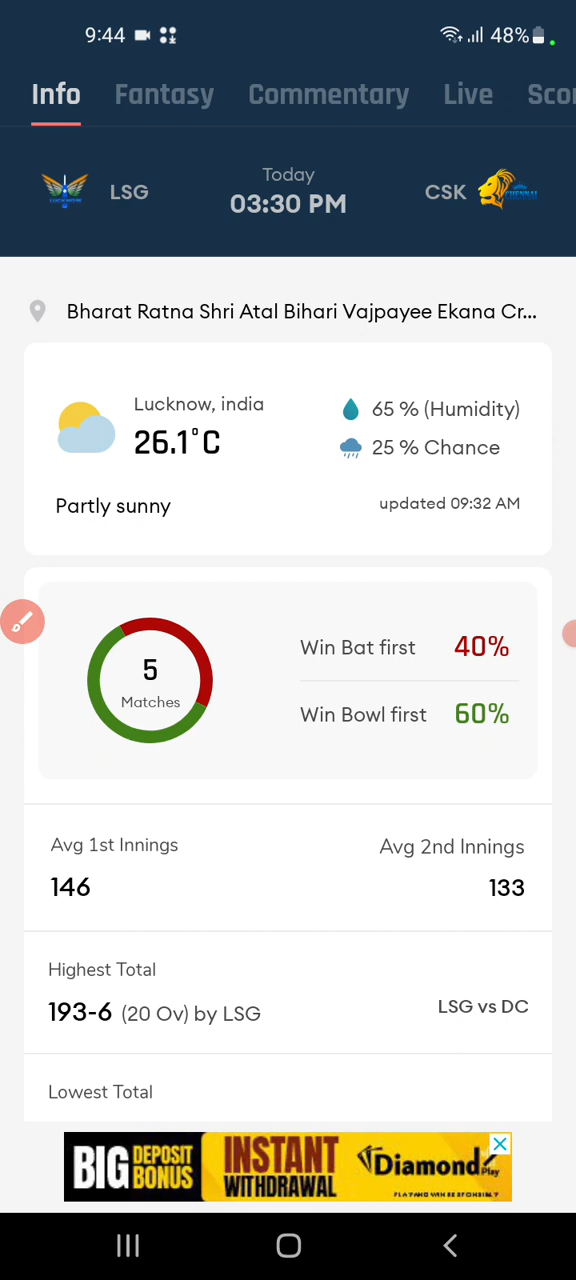 9:44 48%
Info Fantasy Commentary Live Scor
LSG Today 03:30 PM CSK
Bharat Ratna Shri Atal Bihari Vajpayee Ekana Cr...
Lucknow, india
26.1°C
65 % (Humidity)
25 % Chance
Partly sunny
updated 09:32 AM
5
Matches
Win Bat first 40%
Win Bowl first 60%
Avg 1st Innings Avg 2nd Innings
146 133
Highest Total
193-6 (20 Ov) by LSG LSG vs DC
Lowest Total
BIG DEPOSIT BONUS
INSTANT WITHDRAWAL
Diamond Play